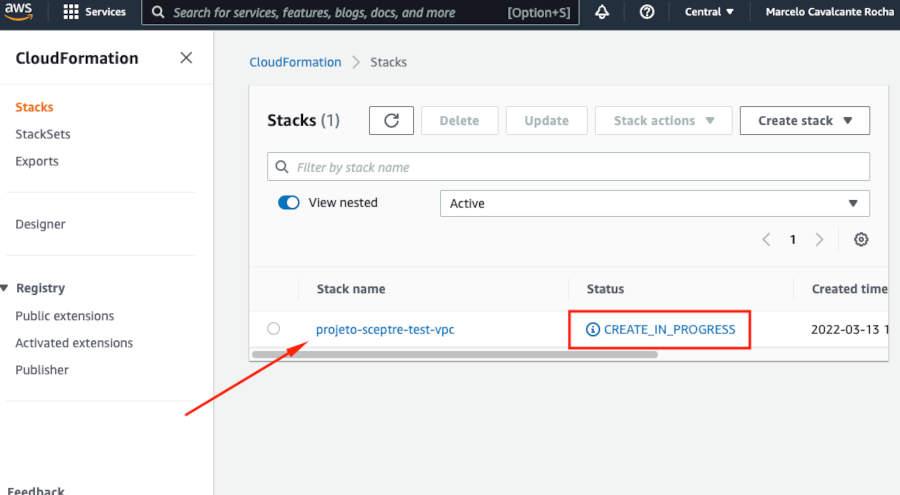 aws
Services
Search for services, features, blogs, docs, and more
[Option+S]
Central
Marcelo Cavalcante Rocha
CloudFormation
Stacks
StackSets
Exports
Designer
Registry
Public extensions
Activated extensions
Publisher
Feedback
CloudFormation
Stacks
Stacks (1)
Delete
Update
Stack actions
Create stack
Filter by stack name
View nested
Active
1
Stack name
Status
Created time
projeto-sceptre-test-vpc
CREATE_IN_PROGRESS
2022-03-13 1